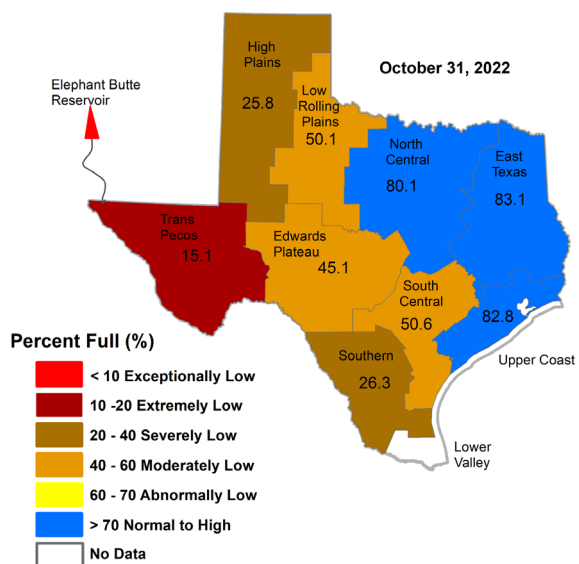 High
Plains
25.8
October 31, 2022
Elephant Butte
Reservoir
Low
Rolling
Plains
50.1
North
Central
80.1
East
Texas
83.1
Trans
Pecos
15.1
Edwards
Plateau
45.1
South
Central
50.6
82.8
Upper Coast
Southern
26.3
Lower
Valley
Percent Full (%)
< 10 Exceptionally Low
10 -20 Extremely Low
20 - 40 Severely Low
40 - 60 Moderately Low
60 - 70 Abnormally Low
> 70 Normal to High
No Data